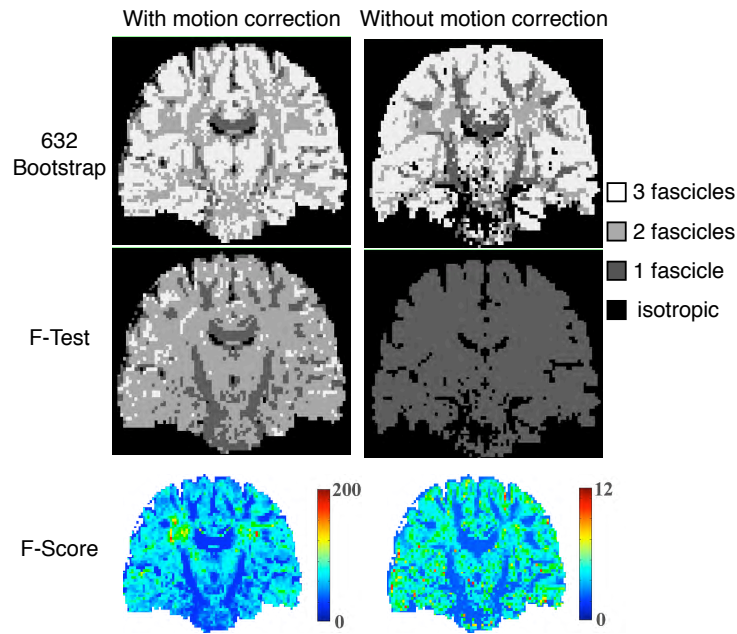 With motion correction
Without motion correction
632
Bootstrap
3 fascicles
2 fascicles
1 fascicle
isotropic
F-Test
F-Score
200
0
12
0